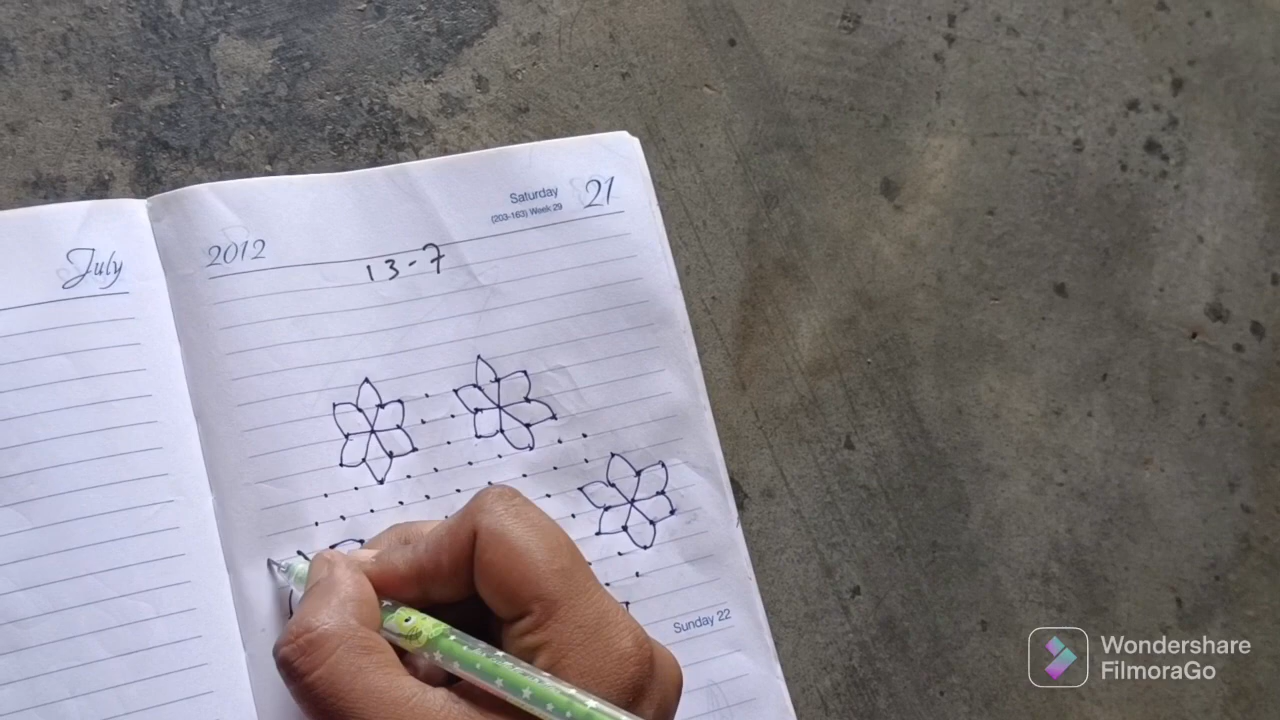 July
2012
Saturday 21
(203-163) Week 29
13-7
Sunday 22
Wondershare
FilmoraGo